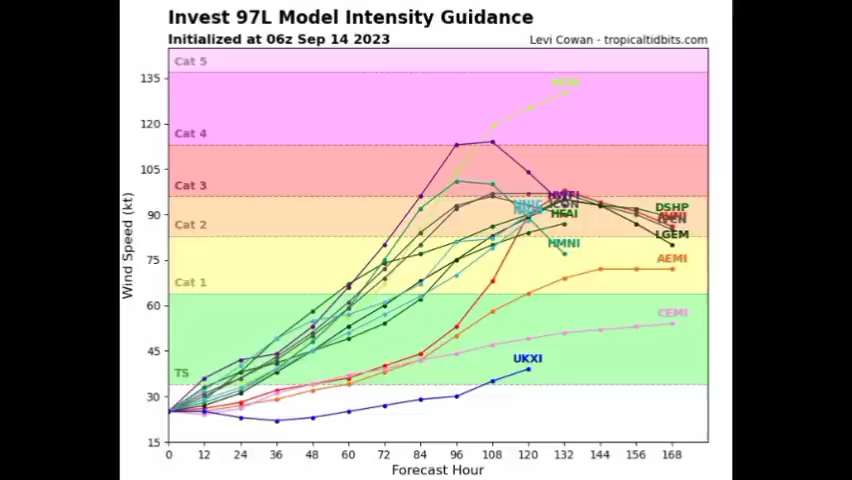 Invest 97L Model Intensity Guidance
Initialized at 06z Sep 14 2023
Levi Cowan - tropicaltidbits.com
Cat 5
135
120
Cat 4
105
Cat 3
HWFI
ICON
DSHP
90
HFAI
IVCN
Cat 2
LGEM
HMNI
75
AEMI
Cat 1
60
CEMI
45
UKXI
TS
30
15
Wind Speed (kt)
0 12 24 36 48 60 72 84 96 108 120 132 144 156 168
Forecast Hour